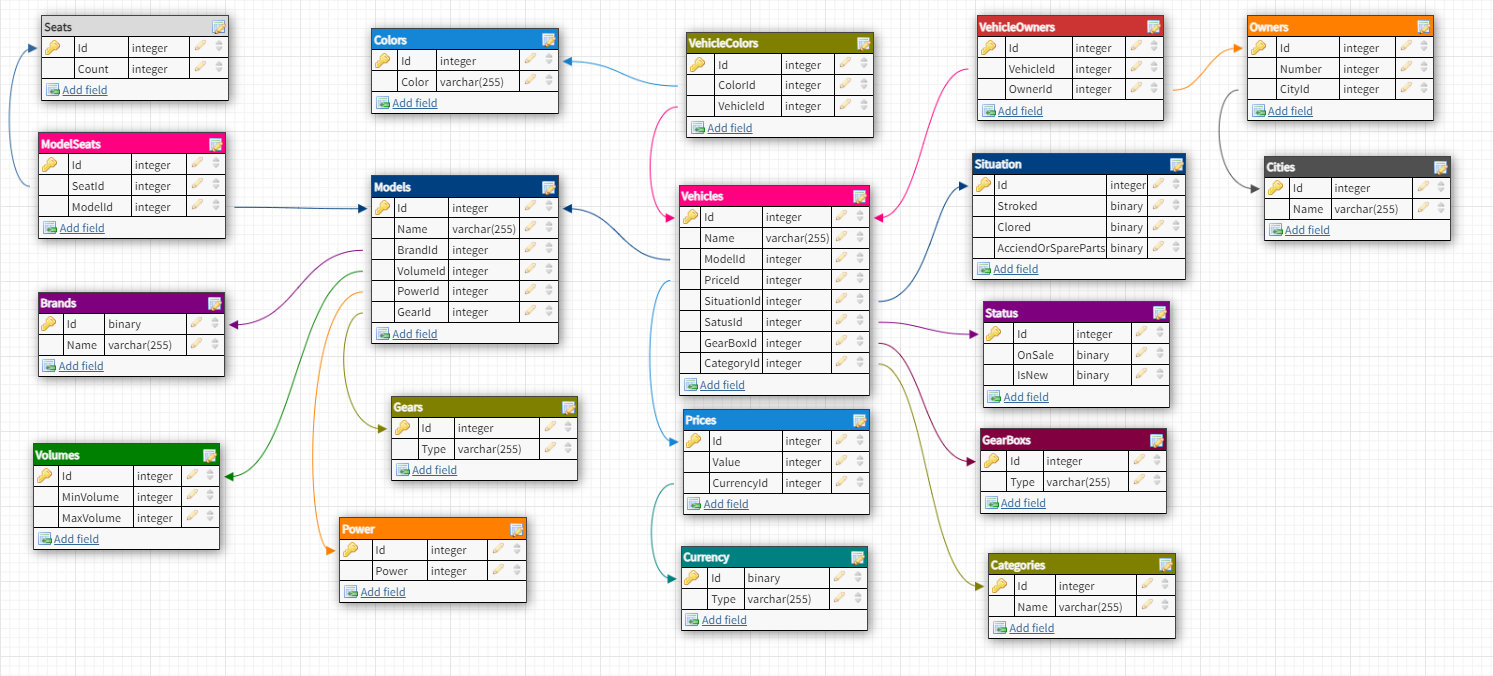 Seats
Id integer
Count integer
Add field
Colors
Id integer
Color varchar(255)
Add field
VehicleColors
Id integer
ColorId integer
VehicleId integer
Add field
VehicleOwners
Id integer
VehicleId integer
OwnerId integer
Add field
Owners
Id integer
Number integer
CityId integer
Add field
ModelSeats
Id integer
SeatId integer
ModelId integer
Add field
Models
Id integer
Name varchar(255)
BrandId integer
VolumeId integer
PowerId integer
GearId integer
Add field
Vehicles
Id integer
Name varchar(255)
ModelId integer
PriceId integer
SituationId integer
SatusId integer
GearBoxId integer
CategoryId integer
Add field
Situation
Id integer
Stroked binary
Clored binary
AcciendOrSpareParts binary
Add field
Cities
Id integer
Name varchar(255)
Add field
Brands
Id binary
Name varchar(255)
Add field
Status
Id integer
OnSale binary
IsNew binary
Add field
Gears
Id integer
Type varchar(255)
Add field
Prices
Id integer
Value integer
CurrencyId integer
Add field
GearBoxs
Id integer
Type varchar(255)
Add field
Volumes
Id integer
MinVolume integer
MaxVolume integer
Add field
Power
Id integer
Power integer
Add field
Currency
Id binary
Type varchar(255)
Add field
Categories
Id integer
Name varchar(255)
Add field